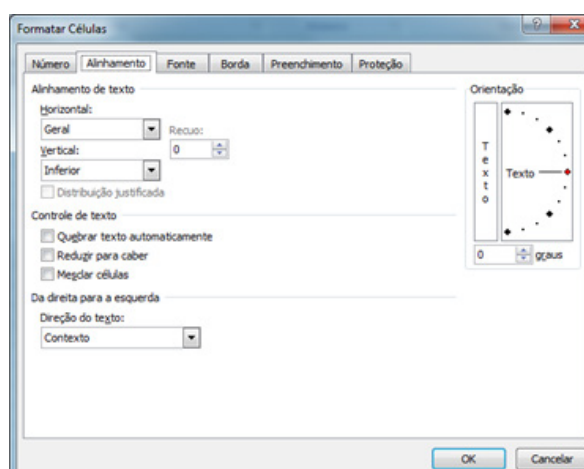 Formatar Células
Número Alinhamento Fonte Borda Preenchimento Proteção
Alinhamento de texto
Horizontal:
Geral
Recuo:
Vertical:
0
Inferior
Distribuição justificada
Controle de texto
Quebrar texto automaticamente
Reduzir para caber
Mesclar células
Da direita para a esquerda
Direção do texto:
Contexto
Orientação
Texto
Texto
0 graus
OK Cancelar